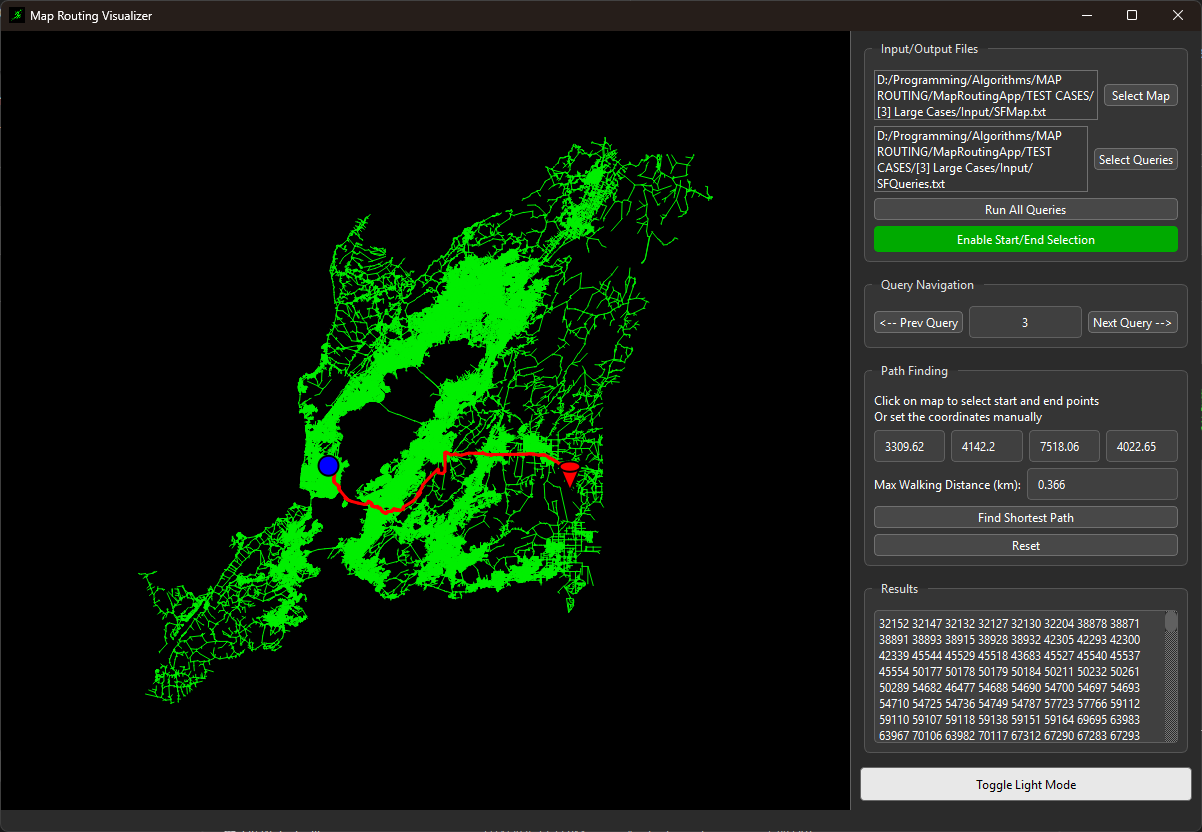 Map Routing Visualizer
Input/Output Files
D:/Programming/Algorithms/MAP
ROUTING/MapRoutingApp/TEST CASES/
[3] Large Cases/Input/SFMap.txt
Select Map
D:/Programming/Algorithms/MAP
ROUTING/MapRoutingApp/TEST
CASES/[3] Large Cases/Input/
SFQueries.txt
Select Queries
Run All Queries
Enable Start/End Selection
Query Navigation
<-- Prev Query
3
Next Query -->
Path Finding
Click on map to select start and end points
Or set the coordinates manually
3309.62
4142.2
7518.06
4022.65
Max Walking Distance (km):
0.366
Find Shortest Path
Reset
Results
32152 32147 32132 32127 32130 32204 38878 38871
38891 38893 38915 38928 38932 42305 42293 42300
42339 45544 45529 45518 43683 45527 45540 45537
45554 50177 50178 50179 50184 50211 50232 50261
50289 54682 46477 54688 54690 54700 54697 54693
54710 54725 54736 54749 54787 57723 57766 59112
59110 59107 59118 59138 59151 59164 69695 63983
63967 70106 63982 70117 67312 67290 67283 67293
Toggle Light Mode